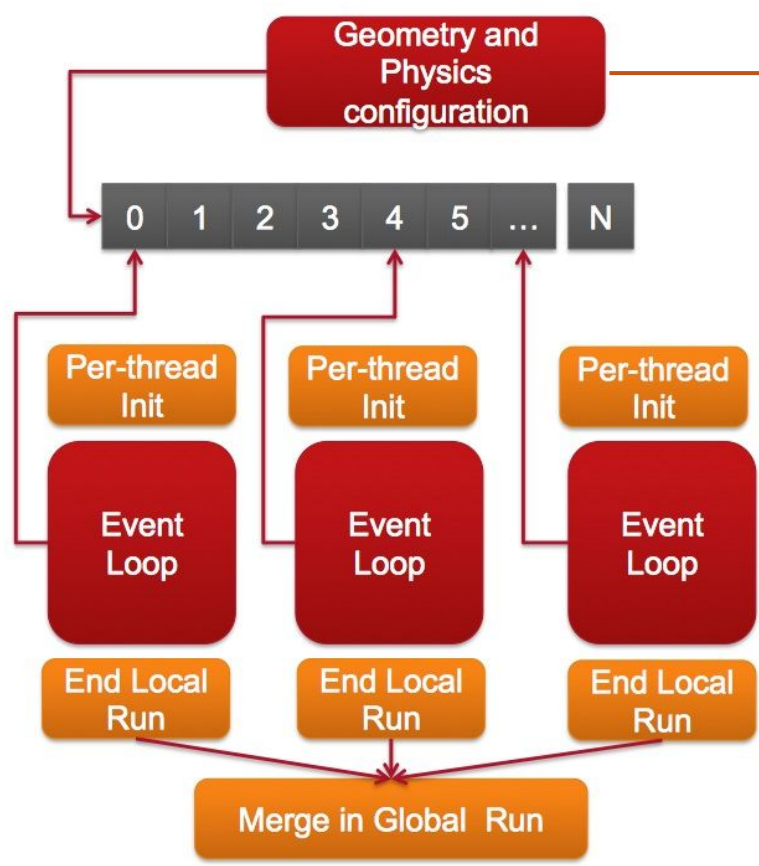 Geometry and
Physics
configuration
0 1 2 3 4 5 ... N
Per-thread
Init
Per-thread
Init
Per-thread
Init
Event
Loop
Event
Loop
Event
Loop
End Local
Run
End Local
Run
End Local
Run
Merge in Global Run